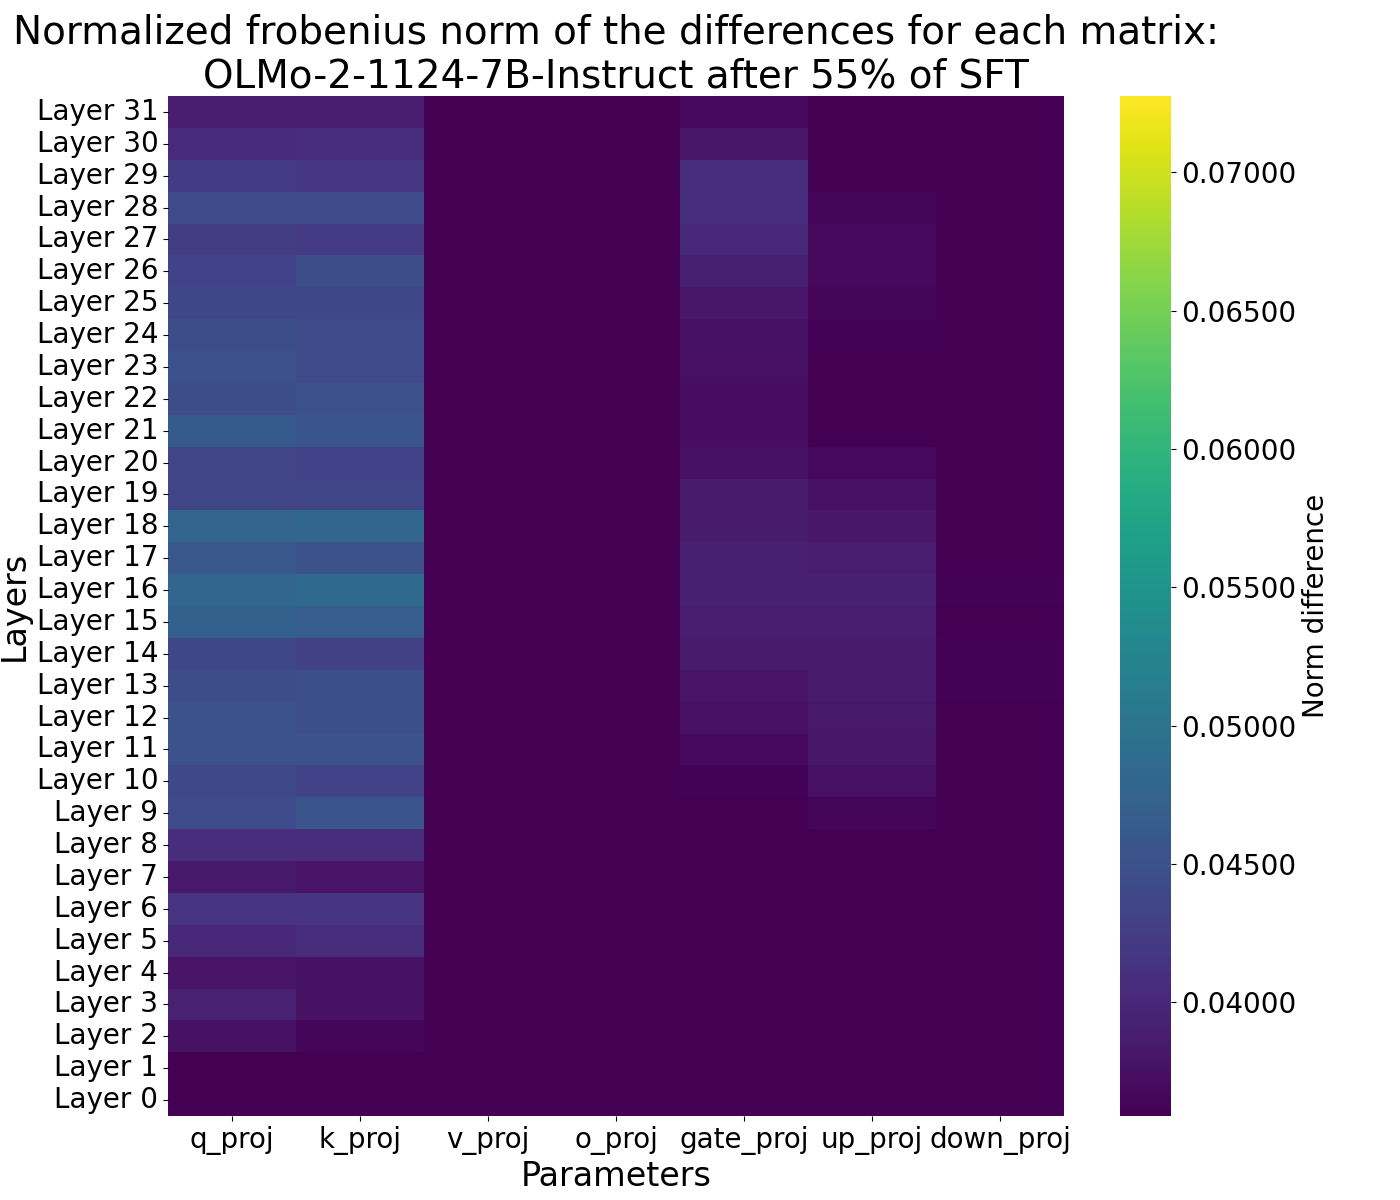 Normalized frobenius norm of the differences for each matrix:
OLMo-2-1124-7B-Instruct after 55% of SFT
Layers
Layer 31
Layer 30
Layer 29
Layer 28
Layer 27
Layer 26
Layer 25
Layer 24
Layer 23
Layer 22
Layer 21
Layer 20
Layer 19
Layer 18
Layer 17
Layer 16
Layer 15
Layer 14
Layer 13
Layer 12
Layer 11
Layer 10
Layer 9
Layer 8
Layer 7
Layer 6
Layer 5
Layer 4
Layer 3
Layer 2
Layer 1
Layer 0
q_proj k_proj v_proj o_proj gate_proj up_proj down_proj
Parameters
0.07000
0.06500
0.06000
0.05500
0.05000
0.04500
0.04000
Norm difference